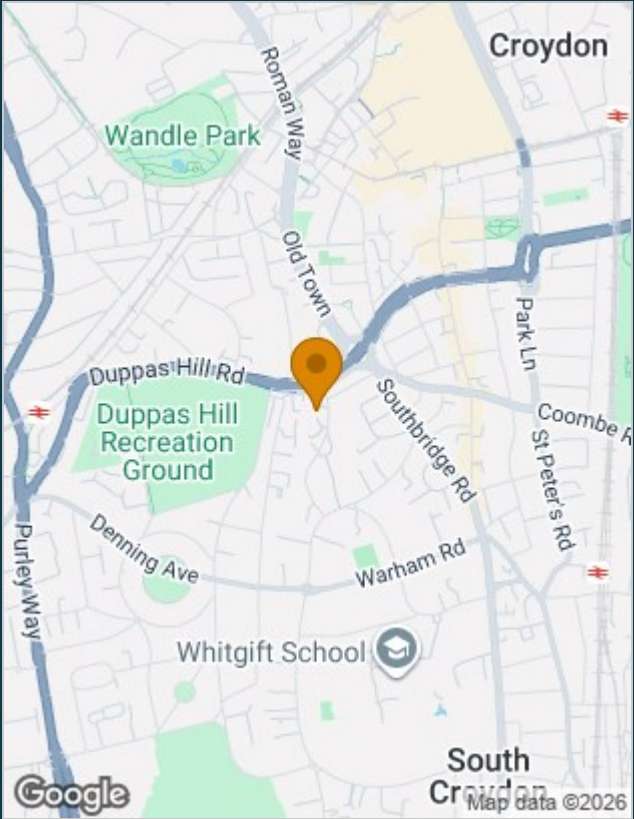 Croydon
Roman Way
Wandle Park
Old Town
Park Ln
Duppas Hill Rd
Duppas Hill
Recreation
Ground
Southbridge Rd
Coombe R
St Peter's Rd
Purley Way
Denning Ave
Warham Rd
Whitgift School
South
Croydon
Google
Map data ©2026